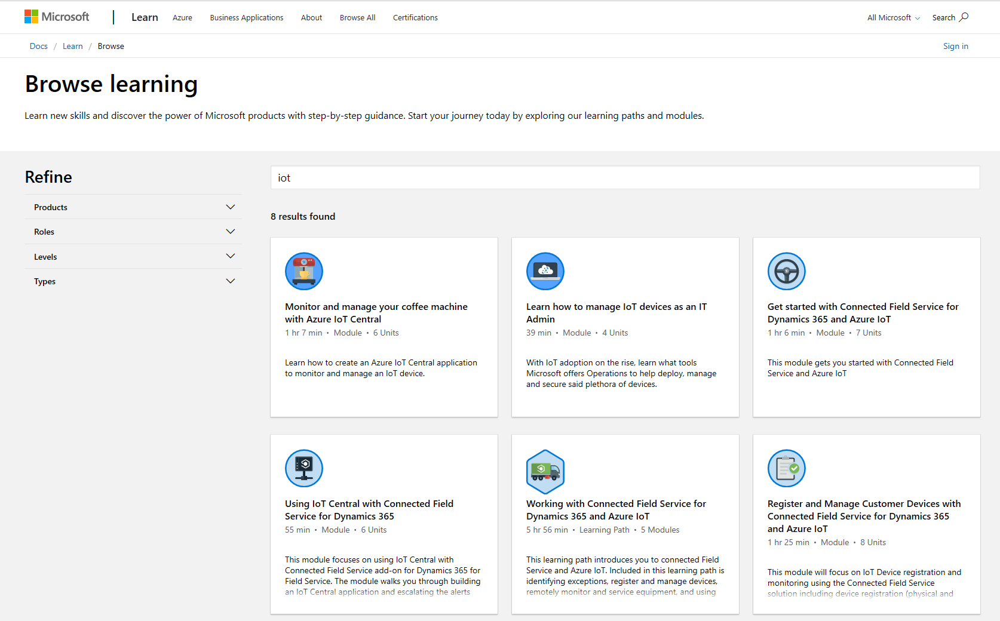 Microsoft
Learn
Azure
Business Applications
About
Browse All
Certifications
All Microsoft
Search
Docs / Learn / Browse
Sign in
Browse learning
Learn new skills and discover the power of Microsoft products with step-by-step guidance. Start your journey today by exploring our learning paths and modules.
Refine
Products
Roles
Levels
Types
iot
8 results found
Monitor and manage your coffee machine
with Azure IoT Central
1 hr 7 min • Module • 6 Units
Learn how to create an Azure IoT Central application
to monitor and manage an IoT device.
Learn how to manage IoT devices as an IT
Admin
39 min • Module • 4 Units
With IoT adoption on the rise, learn what tools
Microsoft offers Operations to help deploy, manage
and secure said plethora of devices.
Get started with Connected Field Service for
Dynamics 365 and Azure IoT
1 hr 6 min • Module • 7 Units
This module gets you started with Connected Field
Service and Azure IoT
Using IoT Central with Connected Field
Service for Dynamics 365
55 min • Module • 6 Units
This module focuses on using IoT Central with
Connected Field Service add-on for Dynamics 365 for
Field Service. The module walks you through building
an IoT Central application and escalating the alerts
Working with Connected Field Service for
Dynamics 365 and Azure IoT
5 hr 56 min • Learning Path • 5 Modules
This learning path introduces you to connected Field
Service and Azure IoT. Included in this learning path is
identifying exceptions, register and manage devices,
remotely monitor and service equipment, and using
Register and Manage Customer Devices with
Connected Field Service for Dynamics 365
and Azure IoT
1 hr 25 min • Module • 8 Units
This module will focus on IoT Device registration and
monitoring using the Connected Field Service
solution including device registration (physical and